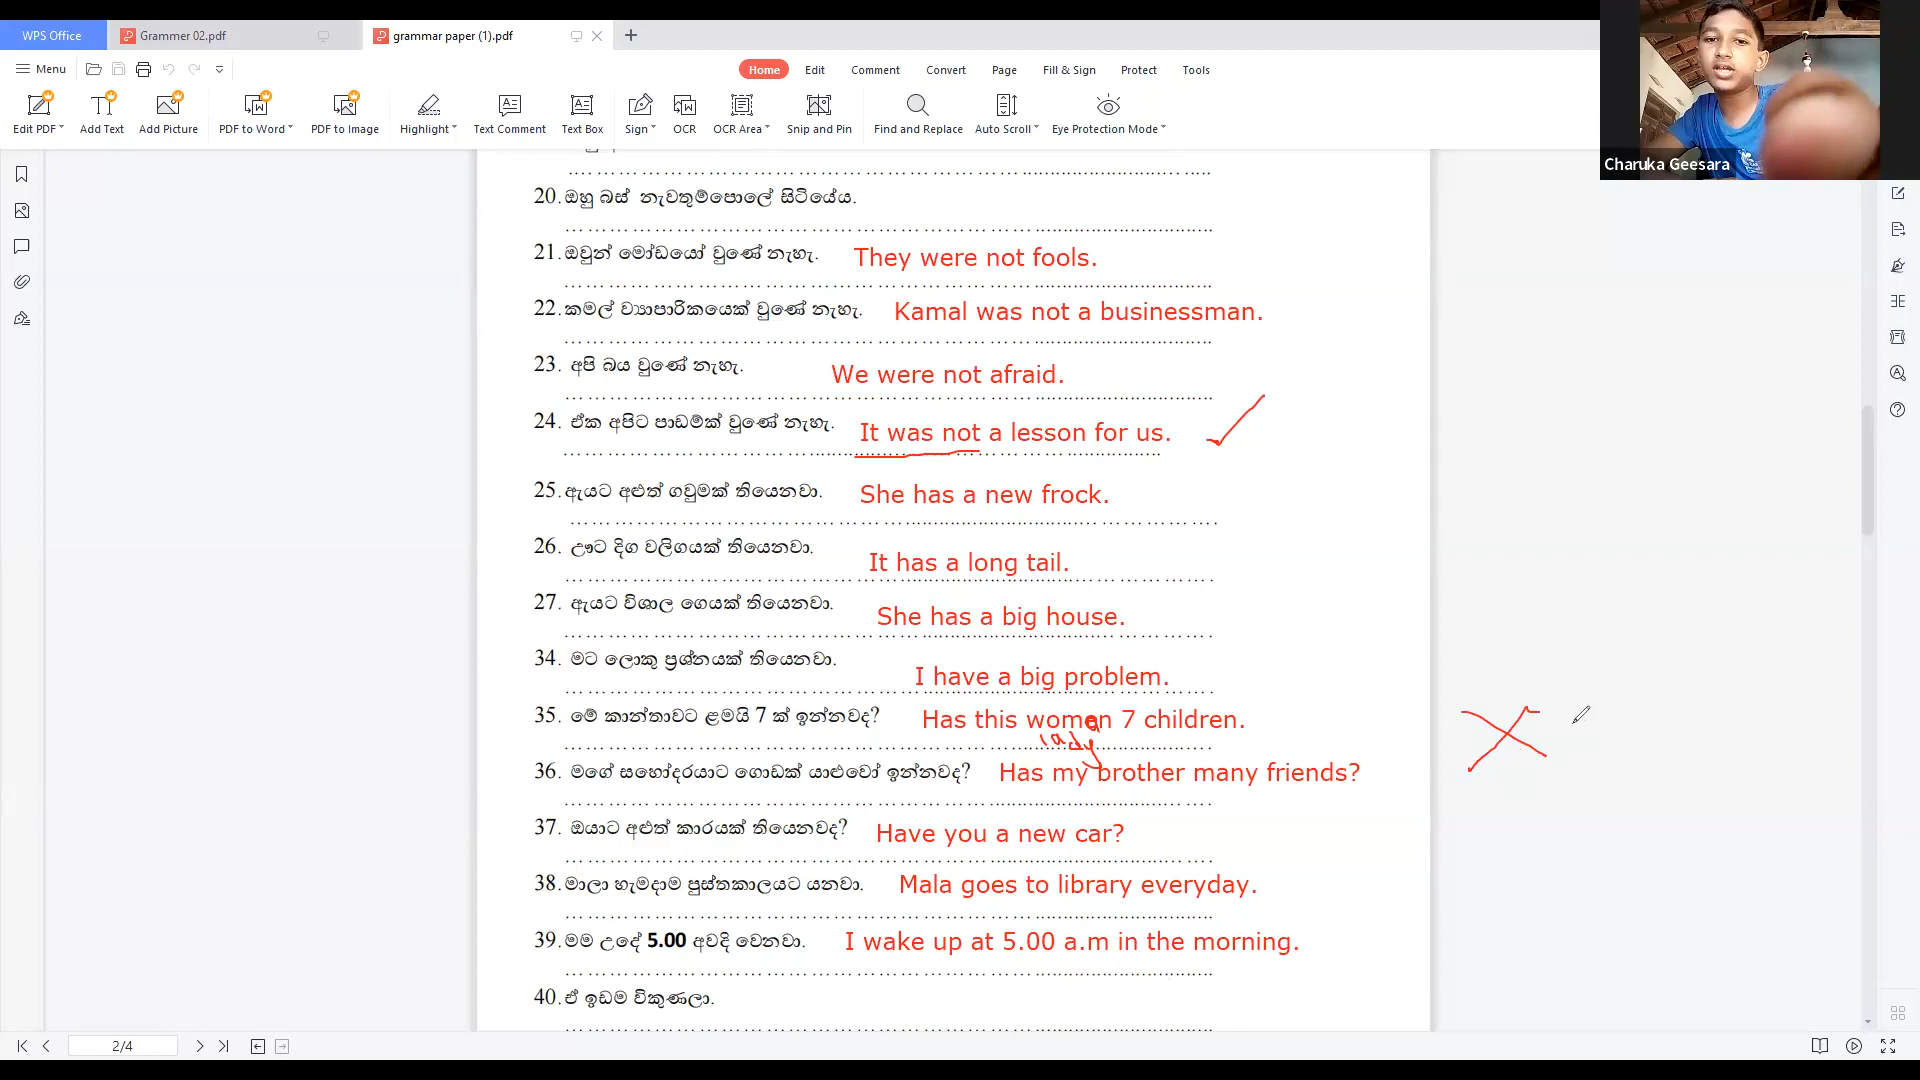 WPS Office
Grammer 02.pdf
grammar paper (1).pdf
Menu
Home Edit Comment Convert Page Fill & Sign Protect Tools
Edit PDF Add Text Add Picture PDF to Word PDF to Image Highlight Text Comment Text Box Sign OCR OCR Area Snip and Pin Find and Replace Auto Scroll Eye Protection Mode
Charuka Geesara
20. ඔහු බස් නැවතුම්පොලේ සිටියේය.
21. ඔවුන් මෝඩයෝ වුණේ නැහැ. They were not fools.
22. කමල් ව්‍යාපාරිකයෙක් වුණේ නැහැ. Kamal was not a businessman.
23. අපි බය වුණේ නැහැ. We were not afraid.
24. ඒක අපිට පාඩමක් වුණේ නැහැ. It was not a lesson for us.
25. ඇයට අළුත් ගවුමක් තියෙනවා. She has a new frock.
26. ඌට දිග වලිගයක් තියෙනවා. It has a long tail.
27. ඇයට විශාල ගෙයක් තියෙනවා. She has a big house.
34. මට ලොකු ප්‍රශ්නයක් තියෙනවා. I have a big problem.
35. මේ කාන්තාවට ළමයි 7 ක් ඉන්නවද? Has this woman 7 children.
lady
36. මගේ සහෝදරයාට ගොඩක් යාළුවෝ ඉන්නවද? Has my brother many friends?
37. ඔයාට අළුත් කාරයක් තියෙනවද? Have you a new car?
38. මාලා හැමදාම පුස්තකාලයට යනවා. Mala goes to library everyday.
39. මම උදේ 5.00 අවදි වෙනවා. I wake up at 5.00 a.m in the morning.
40. ඒ ඉඩම විකුණලා.
2/4